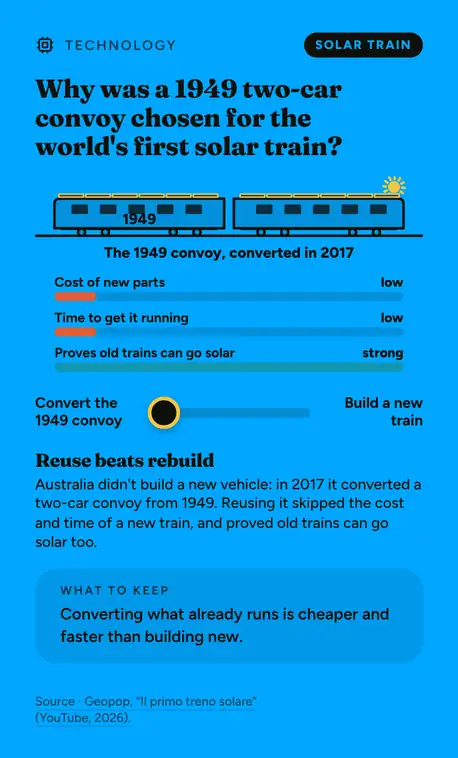 TECHNOLOGY
SOLAR TRAIN
Why was a 1949 two-car
convoy chosen for the
world's first solar train?
1949
The 1949 convoy, converted in 2017
Cost of new parts low
Time to get it running low
Proves old trains can go solar strong
Convert the
1949 convoy
Build a new
train
Reuse beats rebuild
Australia didn't build a new vehicle: in 2017 it converted a
two-car convoy from 1949. Reusing it skipped the cost
and time of a new train, and proved old trains can go
solar too.
WHAT TO KEEP
Converting what already runs is cheaper and
faster than building new.
Source · Geopop, "Il primo treno solare"
(YouTube, 2026).